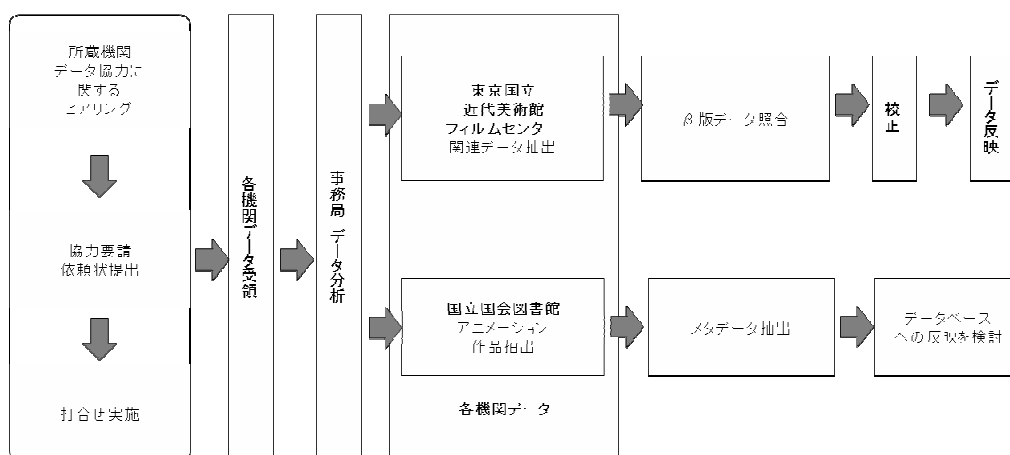 所蔵機関
データ協力に
関する
ヒアリング
協力要請
依頼状提出
打合せ実施
各機関データ受領
事務局 データ分析
東京国立
近代美術館
フィルムセンタ
関連データ抽出
β版データ照合
校正
データ反映
国立国会図書館
アニメーション
作品抽出
メタデータ抽出
データベース
への反映を検討
各機関データ